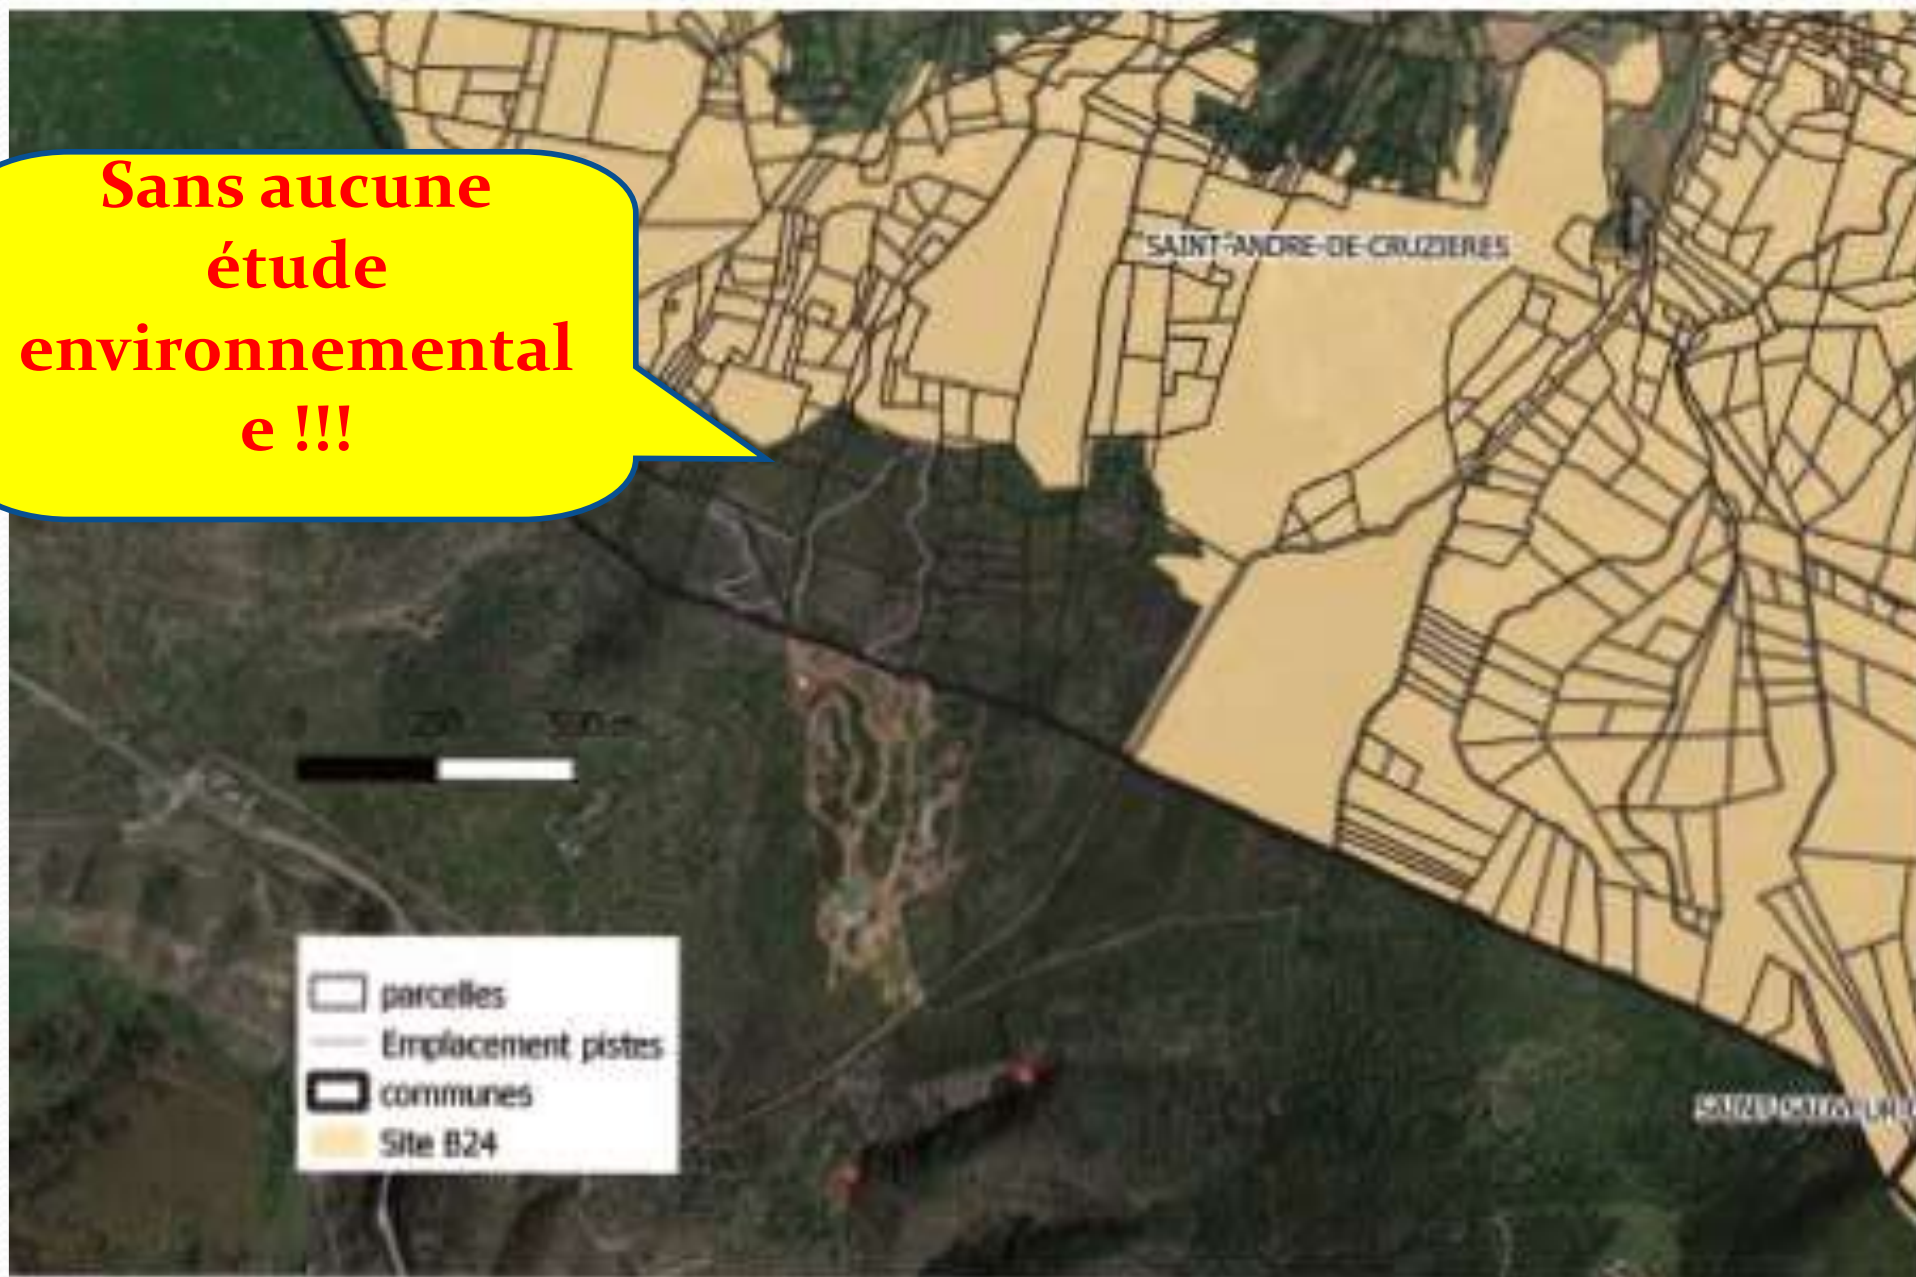 Sans aucune
étude
environnemental
e !!!
SAINT-ANDRE-DE-CRUZIERES
0 250 500 m
parcelles
Emplacement pistes
communes
Site B24